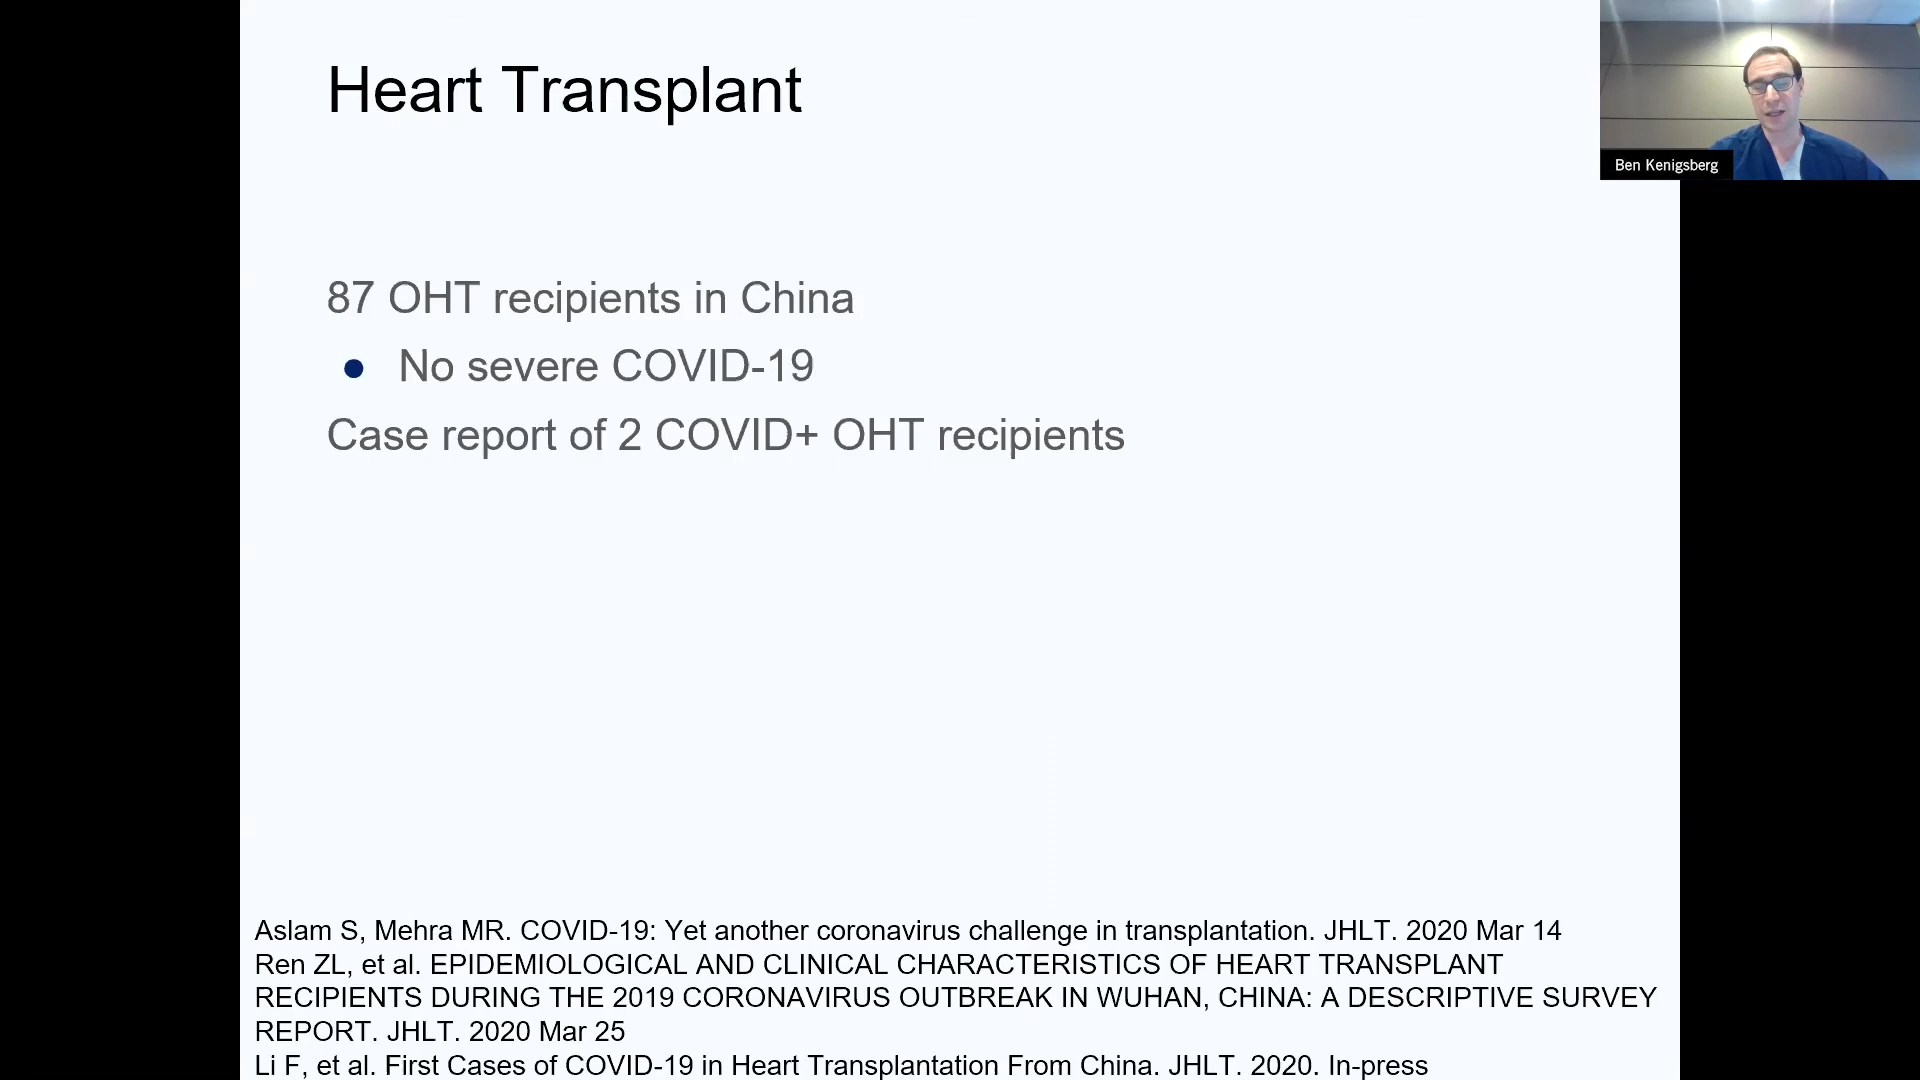 Heart Transplant
Ben Kenigsberg
87 OHT recipients in China
● No severe COVID-19
Case report of 2 COVID+ OHT recipients
Aslam S, Mehra MR. COVID-19: Yet another coronavirus challenge in transplantation. JHLT. 2020 Mar 14
Ren ZL, et al. EPIDEMIOLOGICAL AND CLINICAL CHARACTERISTICS OF HEART TRANSPLANT
RECIPIENTS DURING THE 2019 CORONAVIRUS OUTBREAK IN WUHAN, CHINA: A DESCRIPTIVE SURVEY
REPORT. JHLT. 2020 Mar 25
Li F, et al. First Cases of COVID-19 in Heart Transplantation From China. JHLT. 2020. In-press